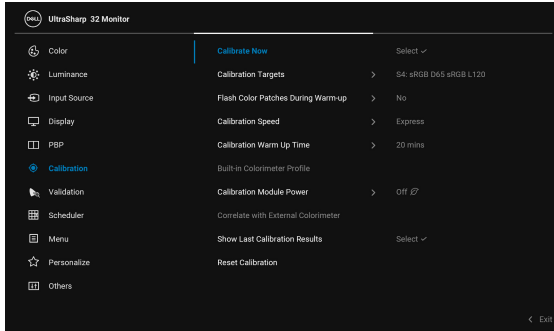 DELL
UltraSharp 32 Monitor
Color
Calibrate Now
Select
Luminance
Calibration Targets
S4: sRGB D65 sRGB L120
Input Source
Flash Color Patches During Warm-up
No
Display
Calibration Speed
Express
PBP
Calibration Warm Up Time
20 mins
Calibration
Built-in Colorimeter Profile
Validation
Calibration Module Power
Off
Scheduler
Correlate with External Colorimeter
Menu
Show Last Calibration Results
Select
Personalize
Reset Calibration
Others
Exit